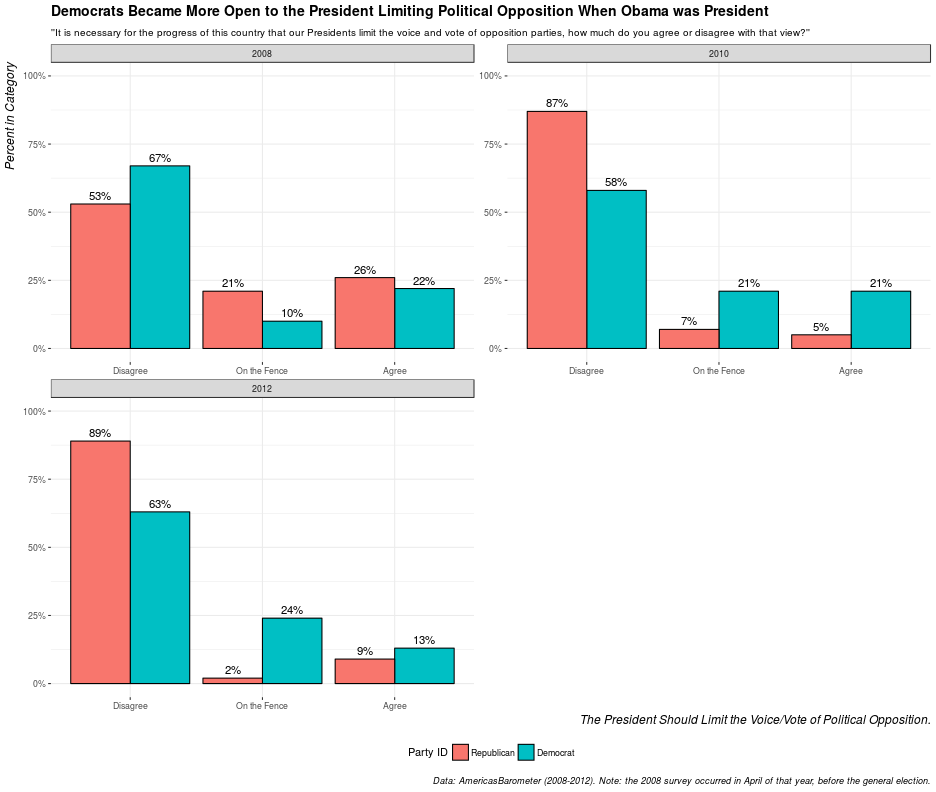 Democrats Became More Open to the President Limiting Political Opposition When Obama was President
"It is necessary for the progress of this country that our Presidents limit the voice and vote of opposition parties, how much do you agree or disagree with that view?"
Percent in Category
2008
100%
75%
50%
25%
0%
53%
67%
21%
10%
26%
22%
Disagree
On the Fence
Agree
2010
100%
75%
50%
25%
0%
87%
58%
7%
21%
5%
21%
Disagree
On the Fence
Agree
2012
100%
75%
50%
25%
0%
89%
63%
2%
24%
9%
13%
Disagree
On the Fence
Agree
The President Should Limit the Voice/Vote of Political Opposition.
Party ID Republican Democrat
Data: AmericasBarometer (2008-2012). Note: the 2008 survey occurred in April of that year, before the general election.